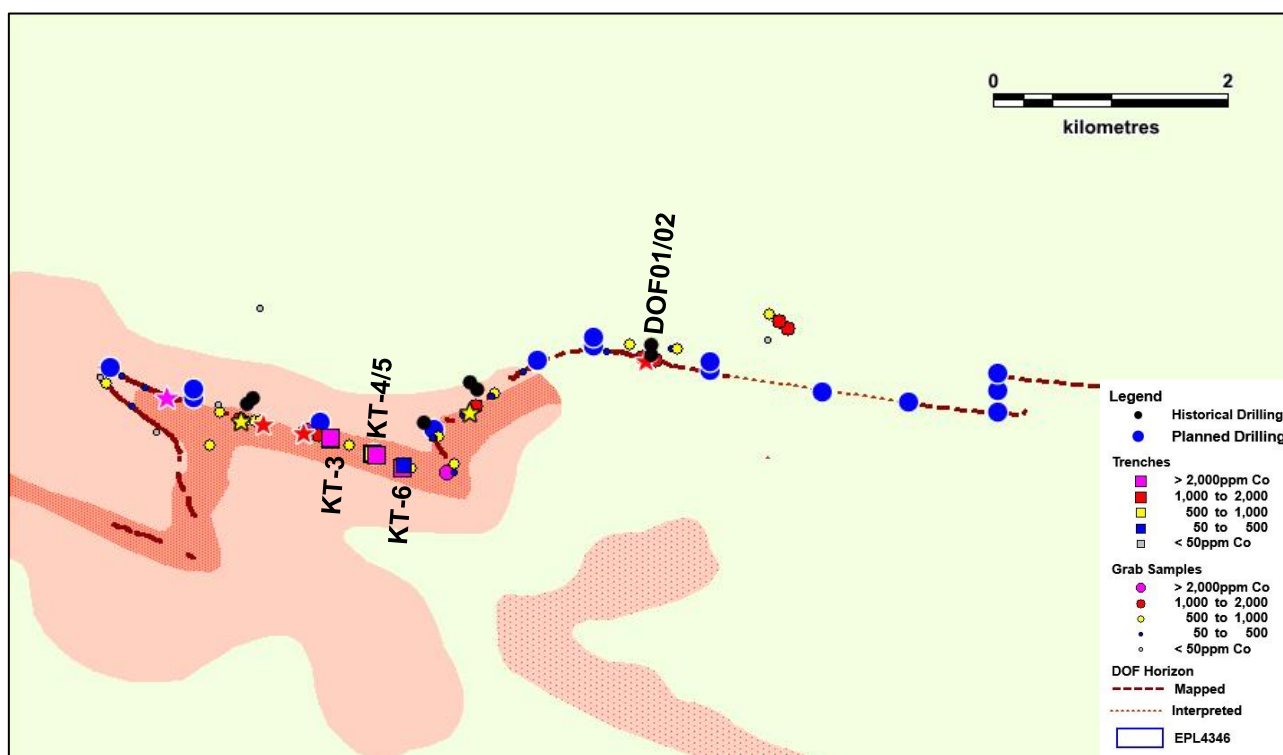 0 2
kilometres
DOF01/02
KT-4/5
KT-3
KT-6
Legend
Historical Drilling
Planned Drilling
Trenches
> 2,000ppm Co
1,000 to 2,000
500 to 1,000
50 to 500
< 50ppm Co
Grab Samples
> 2,000ppm Co
1,000 to 2,000
500 to 1,000
50 to 500
< 50ppm Co
DOF Horizon
Mapped
Interpreted
EPL4346